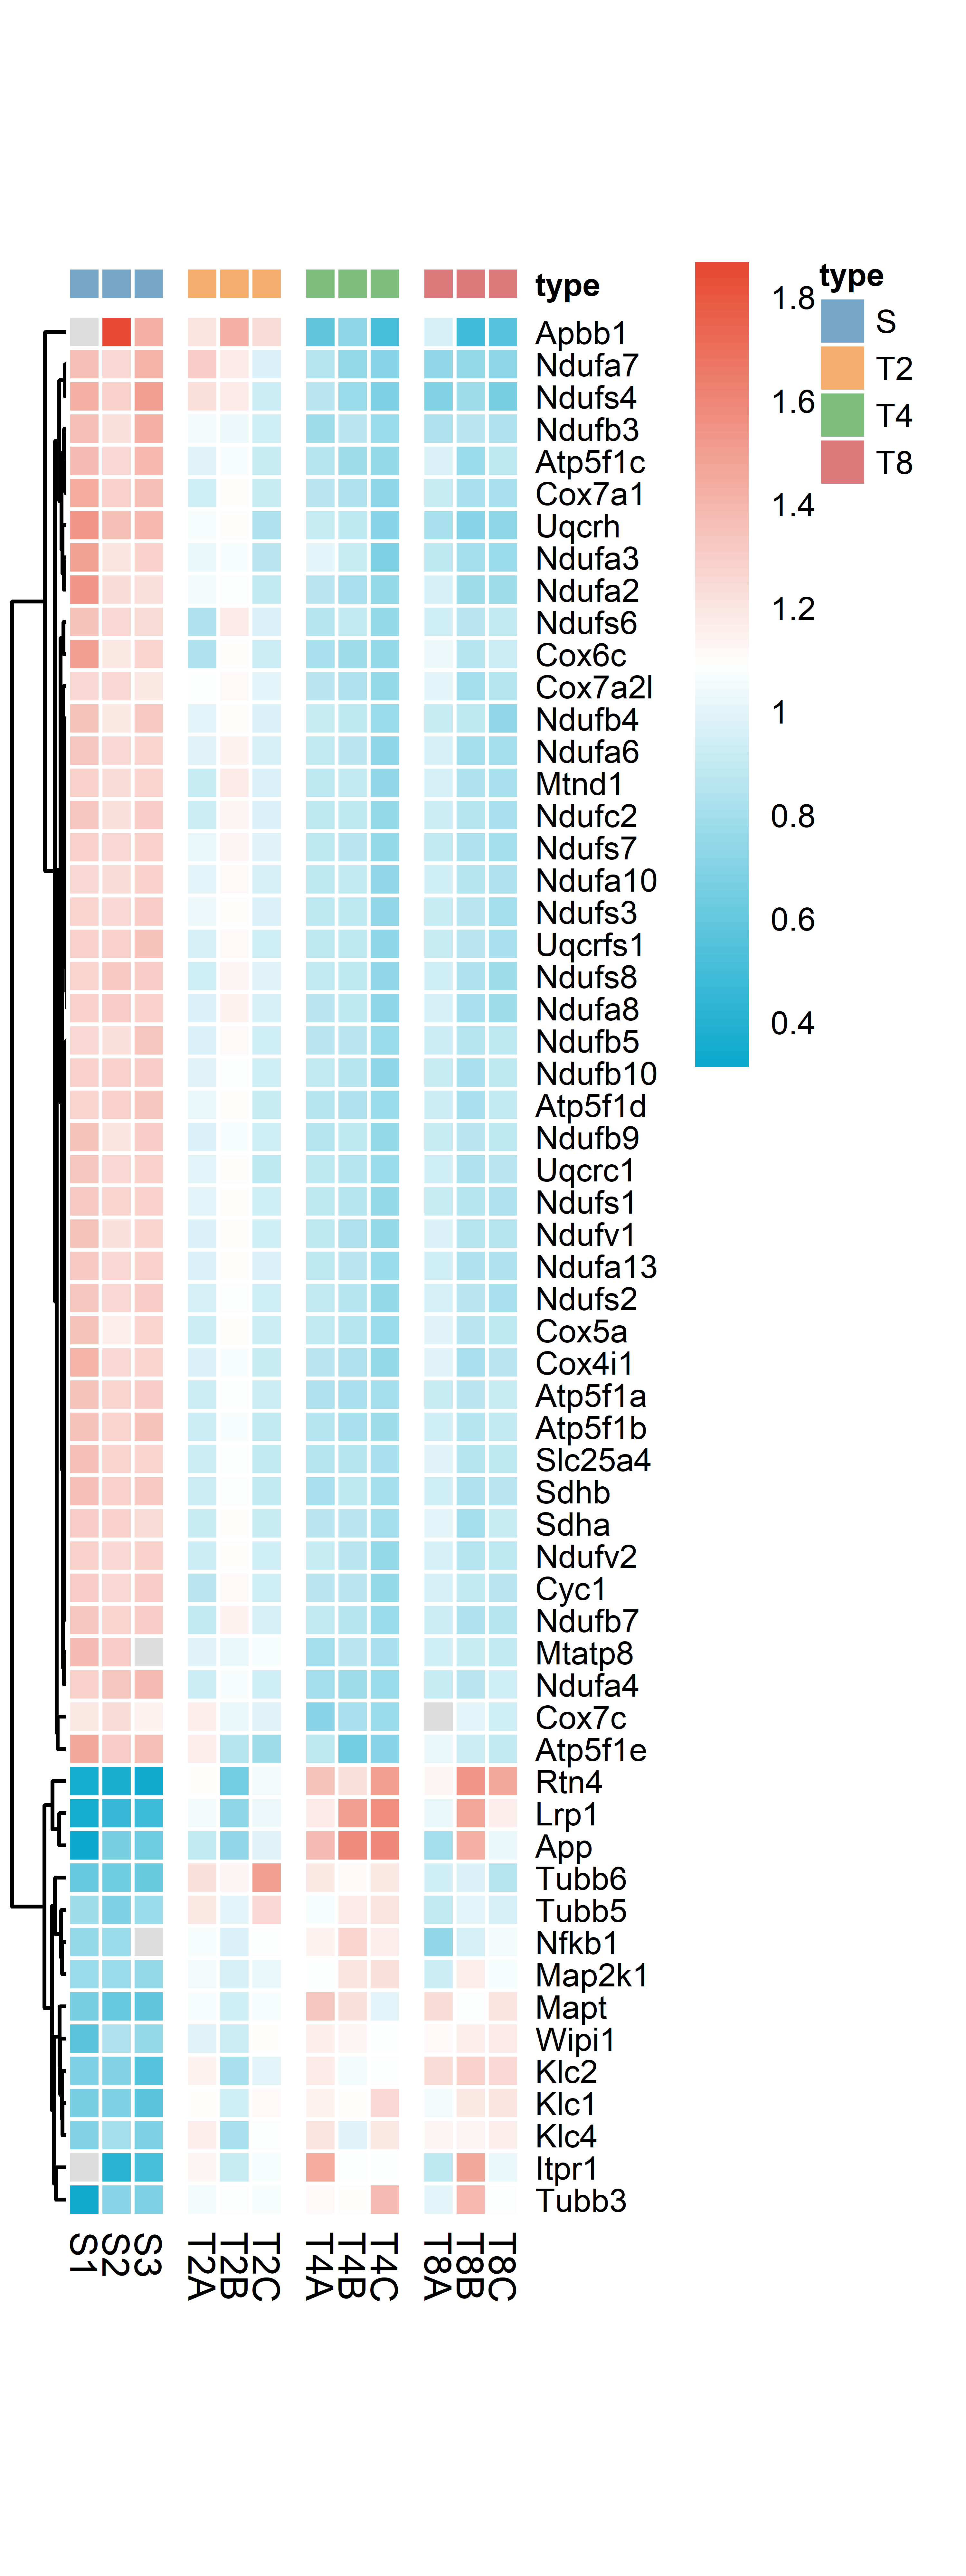 type
Apbb1
Ndufa7
Ndufs4
Ndufb3
Atp5f1c
Cox7a1
Uqcrh
Ndufa3
Ndufa2
Ndufs6
Cox6c
Cox7a2l
Ndufb4
Ndufa6
Mtnd1
Ndufc2
Ndufs7
Ndufa10
Ndufs3
Uqcrfs1
Ndufs8
Ndufa8
Ndufb5
Ndufb10
Atp5f1d
Ndufb9
Uqcrc1
Ndufs1
Ndufv1
Ndufa13
Ndufs2
Cox5a
Cox4i1
Atp5f1a
Atp5f1b
Slc25a4
Sdhb
Sdha
Ndufv2
Cyc1
Ndufb7
Mtatp8
Ndufa4
Cox7c
Atp5f1e
Rtn4
Lrp1
App
Tubb6
Tubb5
Nfkb1
Map2k1
Mapt
Wipi1
Klc2
Klc1
Klc4
Itpr1
Tubb3
S1
S2
S3
T2A
T2B
T2C
T4A
T4B
T4C
T8A
T8B
T8C
1.8
1.6
1.4
1.2
1
0.8
0.6
0.4
type
S
T2
T4
T8